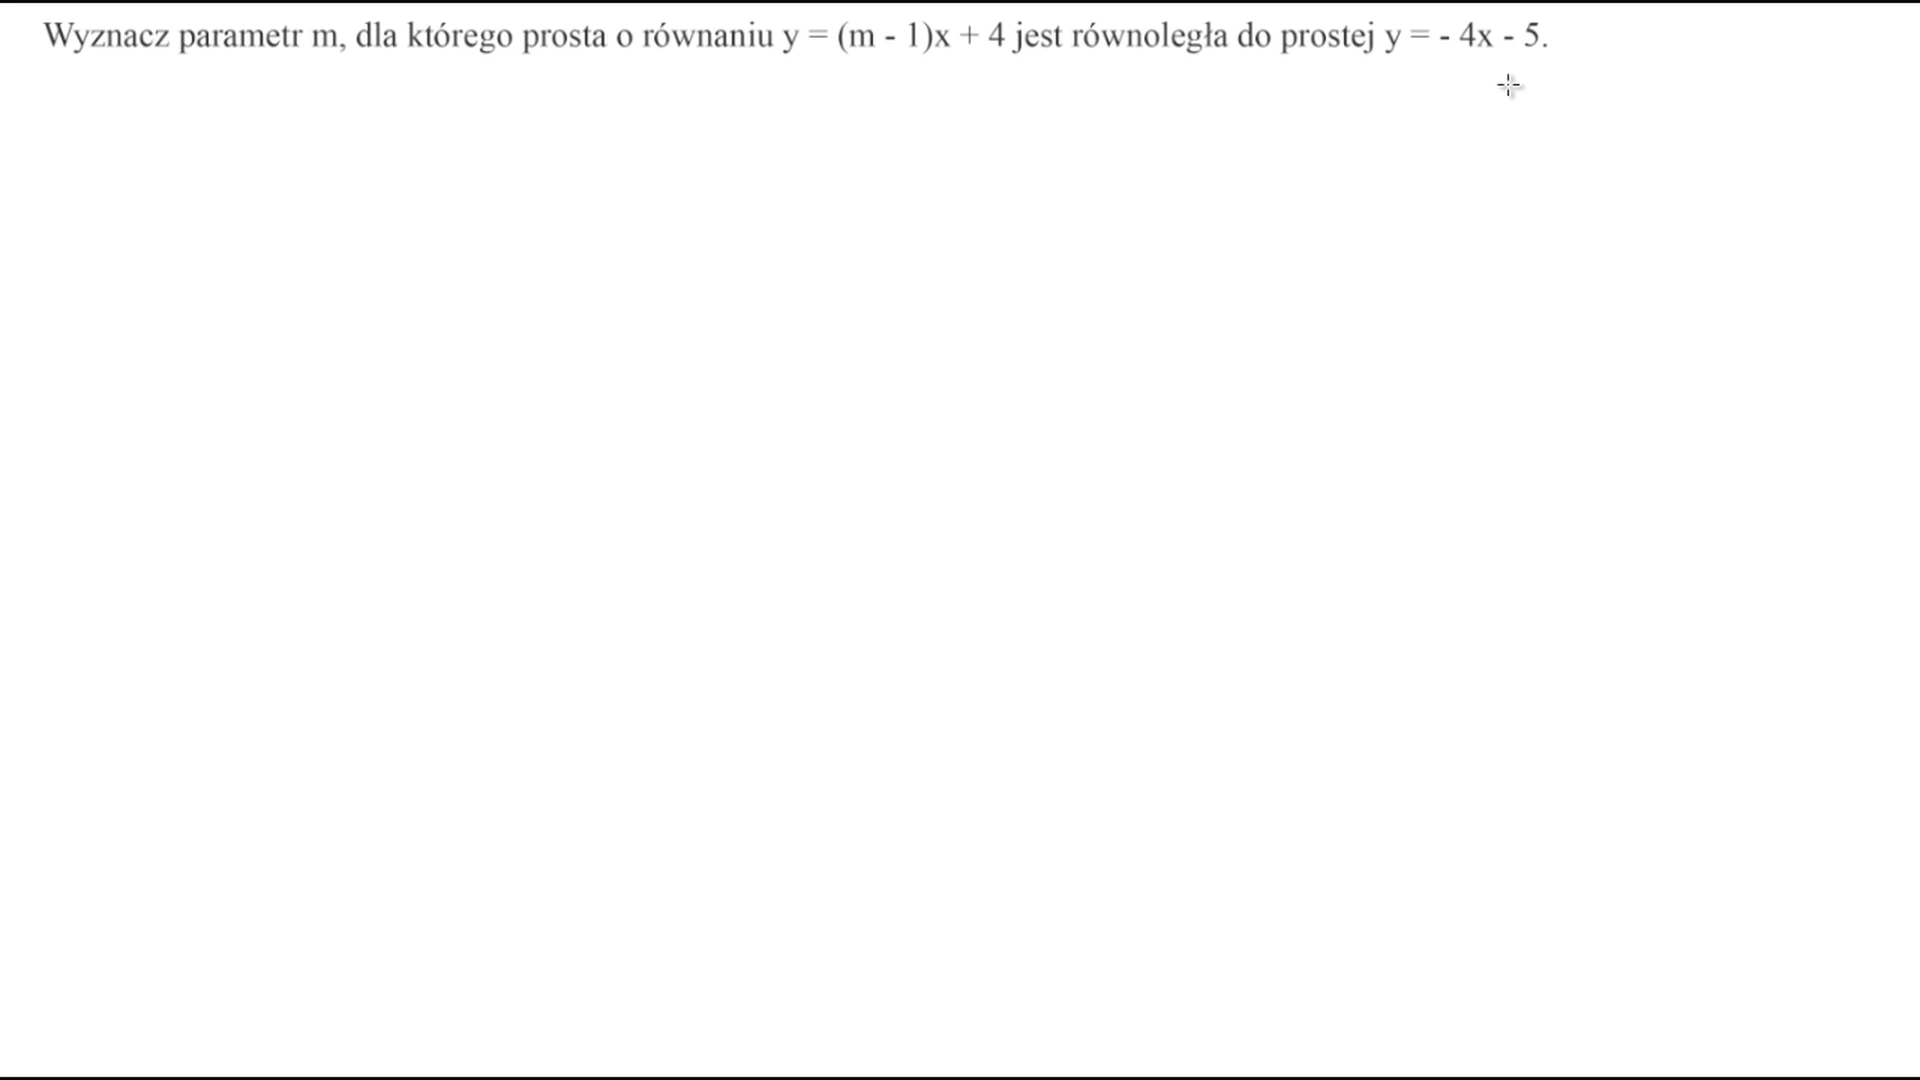 Wyznacz parametr m, dla którego prosta o równaniu y = (m - 1)x + 4 jest równoległa do prostej y = - 4x - 5.